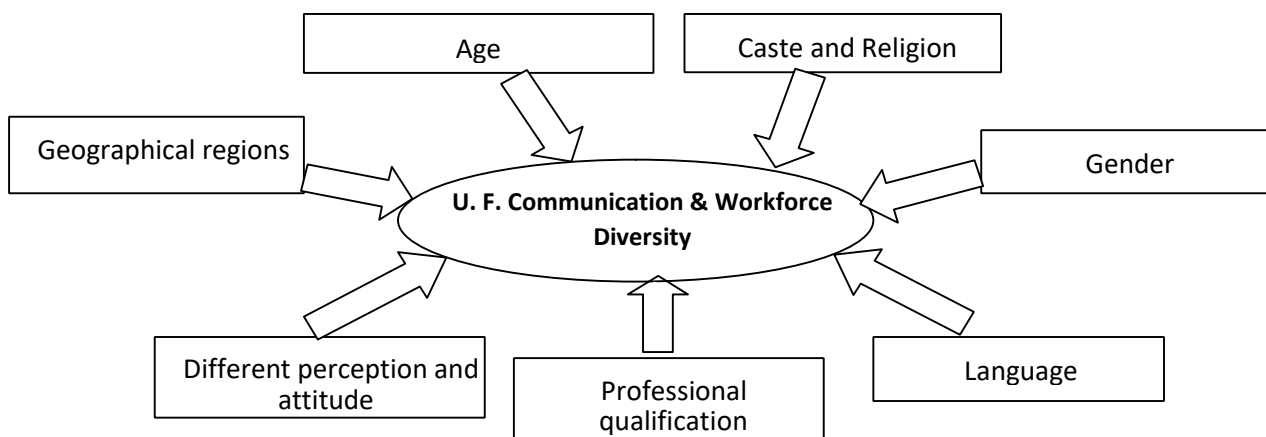 Age
Caste and Religion
Geographical regions
Gender
U. F. Communication & Workforce
Diversity
Different perception and
attitude
Professional
qualification
Language